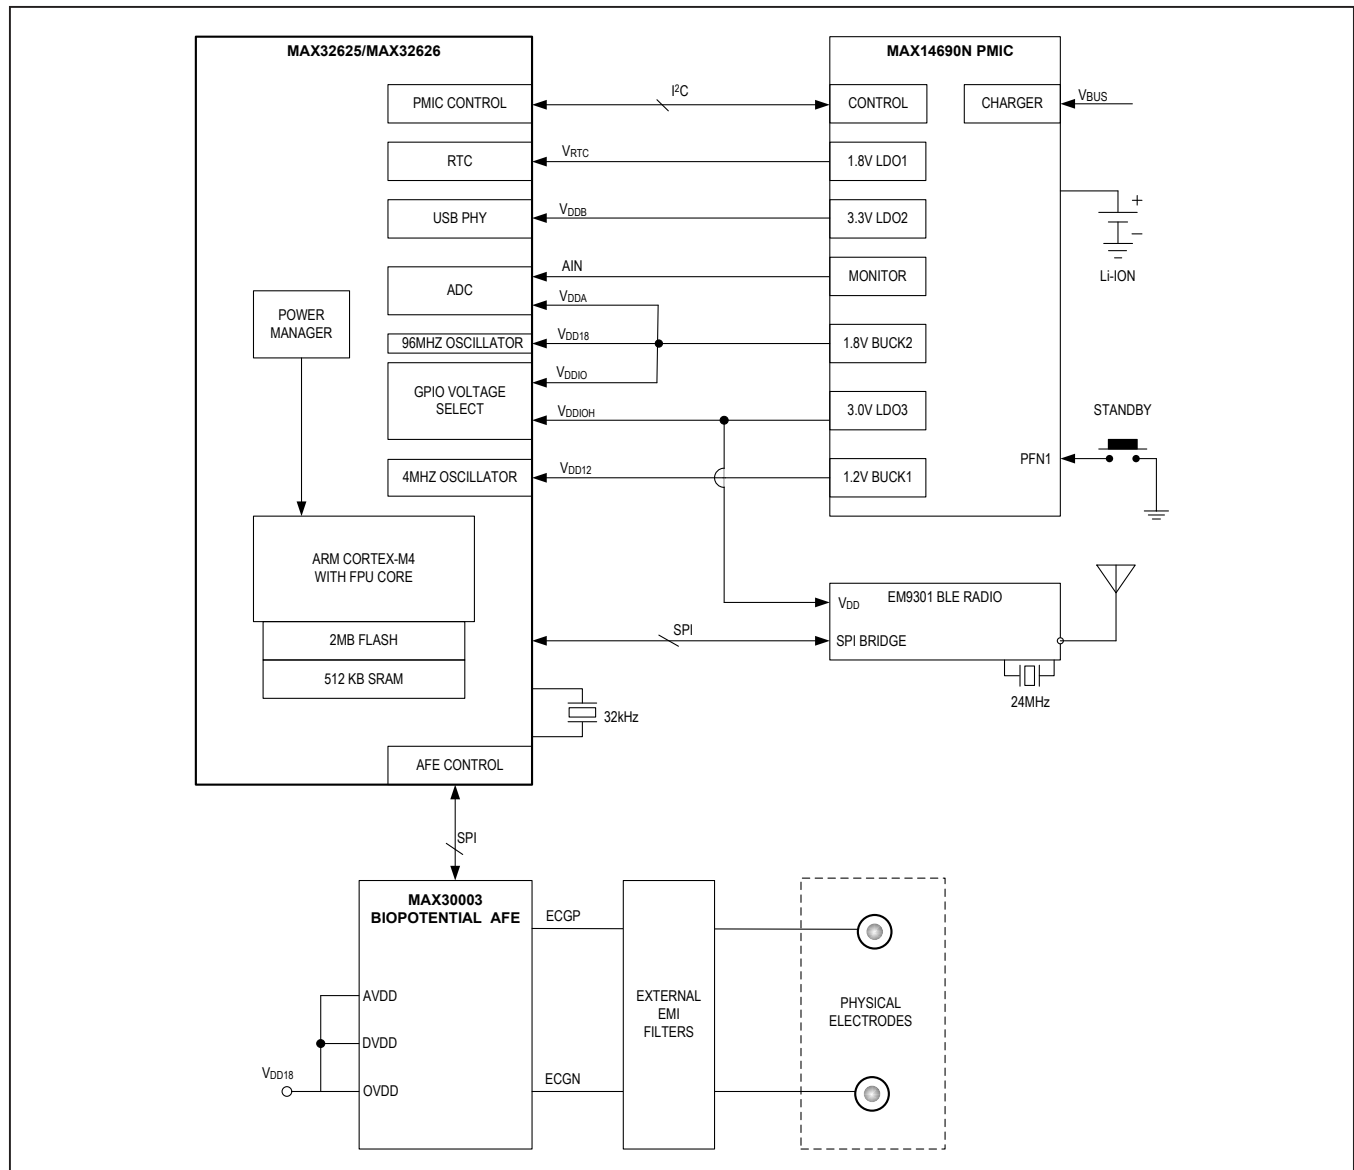 MAX32625/MAX32626
MAX14690N PMIC
PMIC CONTROL
I²C
CONTROL
CHARGER
VBUS
RTC
VRTC
1.8V LDO1
USB PHY
VDDB
3.3V LDO2
+
−
Li-ION
ADC
AIN
MONITOR
VDDA
POWER
MANAGER
96MHZ OSCILLATOR
VDD18
1.8V BUCK2
GPIO VOLTAGE
SELECT
VDDIO
VDDIOH
3.0V LDO3
STANDBY
PFN1
4MHZ OSCILLATOR
VDD12
1.2V BUCK1
ARM CORTEX-M4
WITH FPU CORE
2MB FLASH
512 KB SRAM
VDD
EM9301 BLE RADIO
SPI
SPI BRIDGE
24MHz
32kHz
AFE CONTROL
SPI
MAX30003
BIOPOTENTIAL AFE
ECGP
AVDD
DVDD
OVDD
VDD18
ECGN
EXTERNAL
EMI
FILTERS
PHYSICAL
ELECTRODES